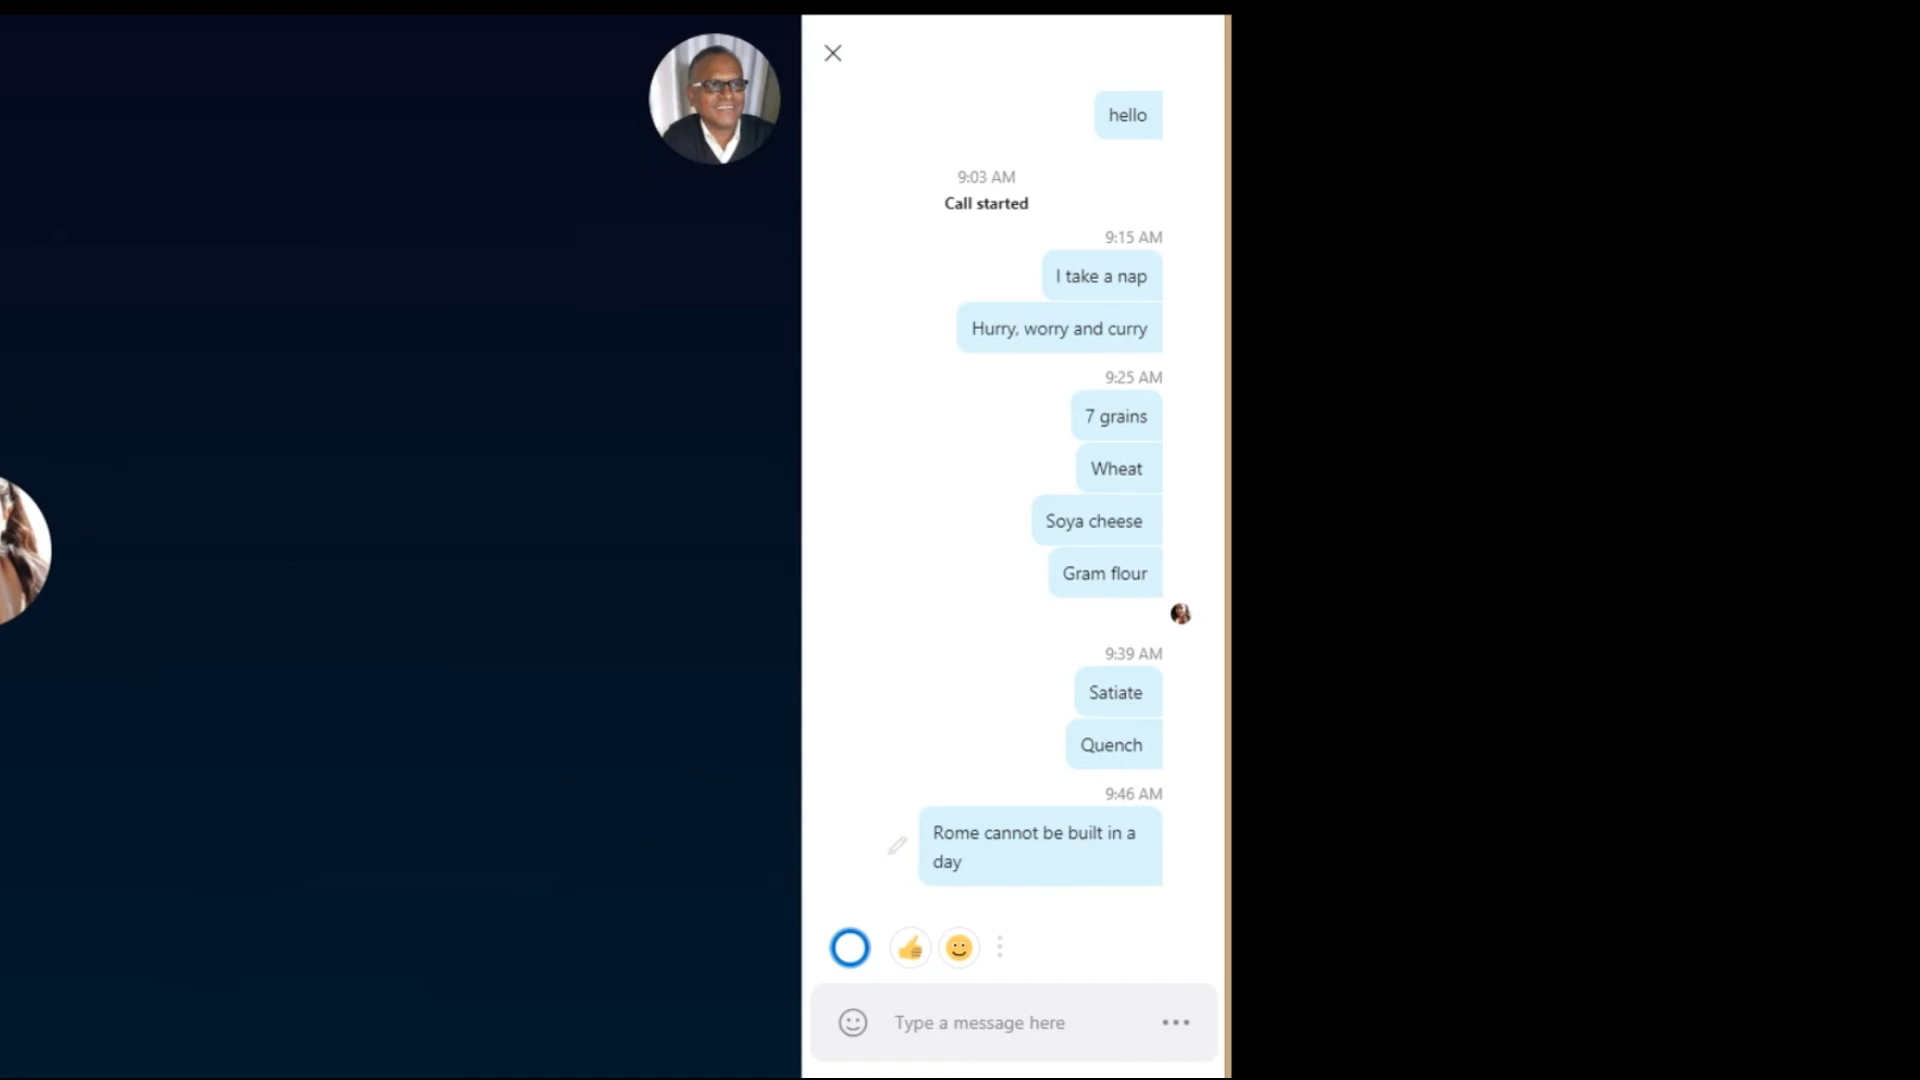 hello
9:03 AM
Call started
9:15 AM
I take a nap
Hurry, worry and curry
9:25 AM
7 grains
Wheat
Soya cheese
Gram flour
9:39 AM
Satiate
Quench
9:46 AM
Rome cannot be built in a
day
Type a message here